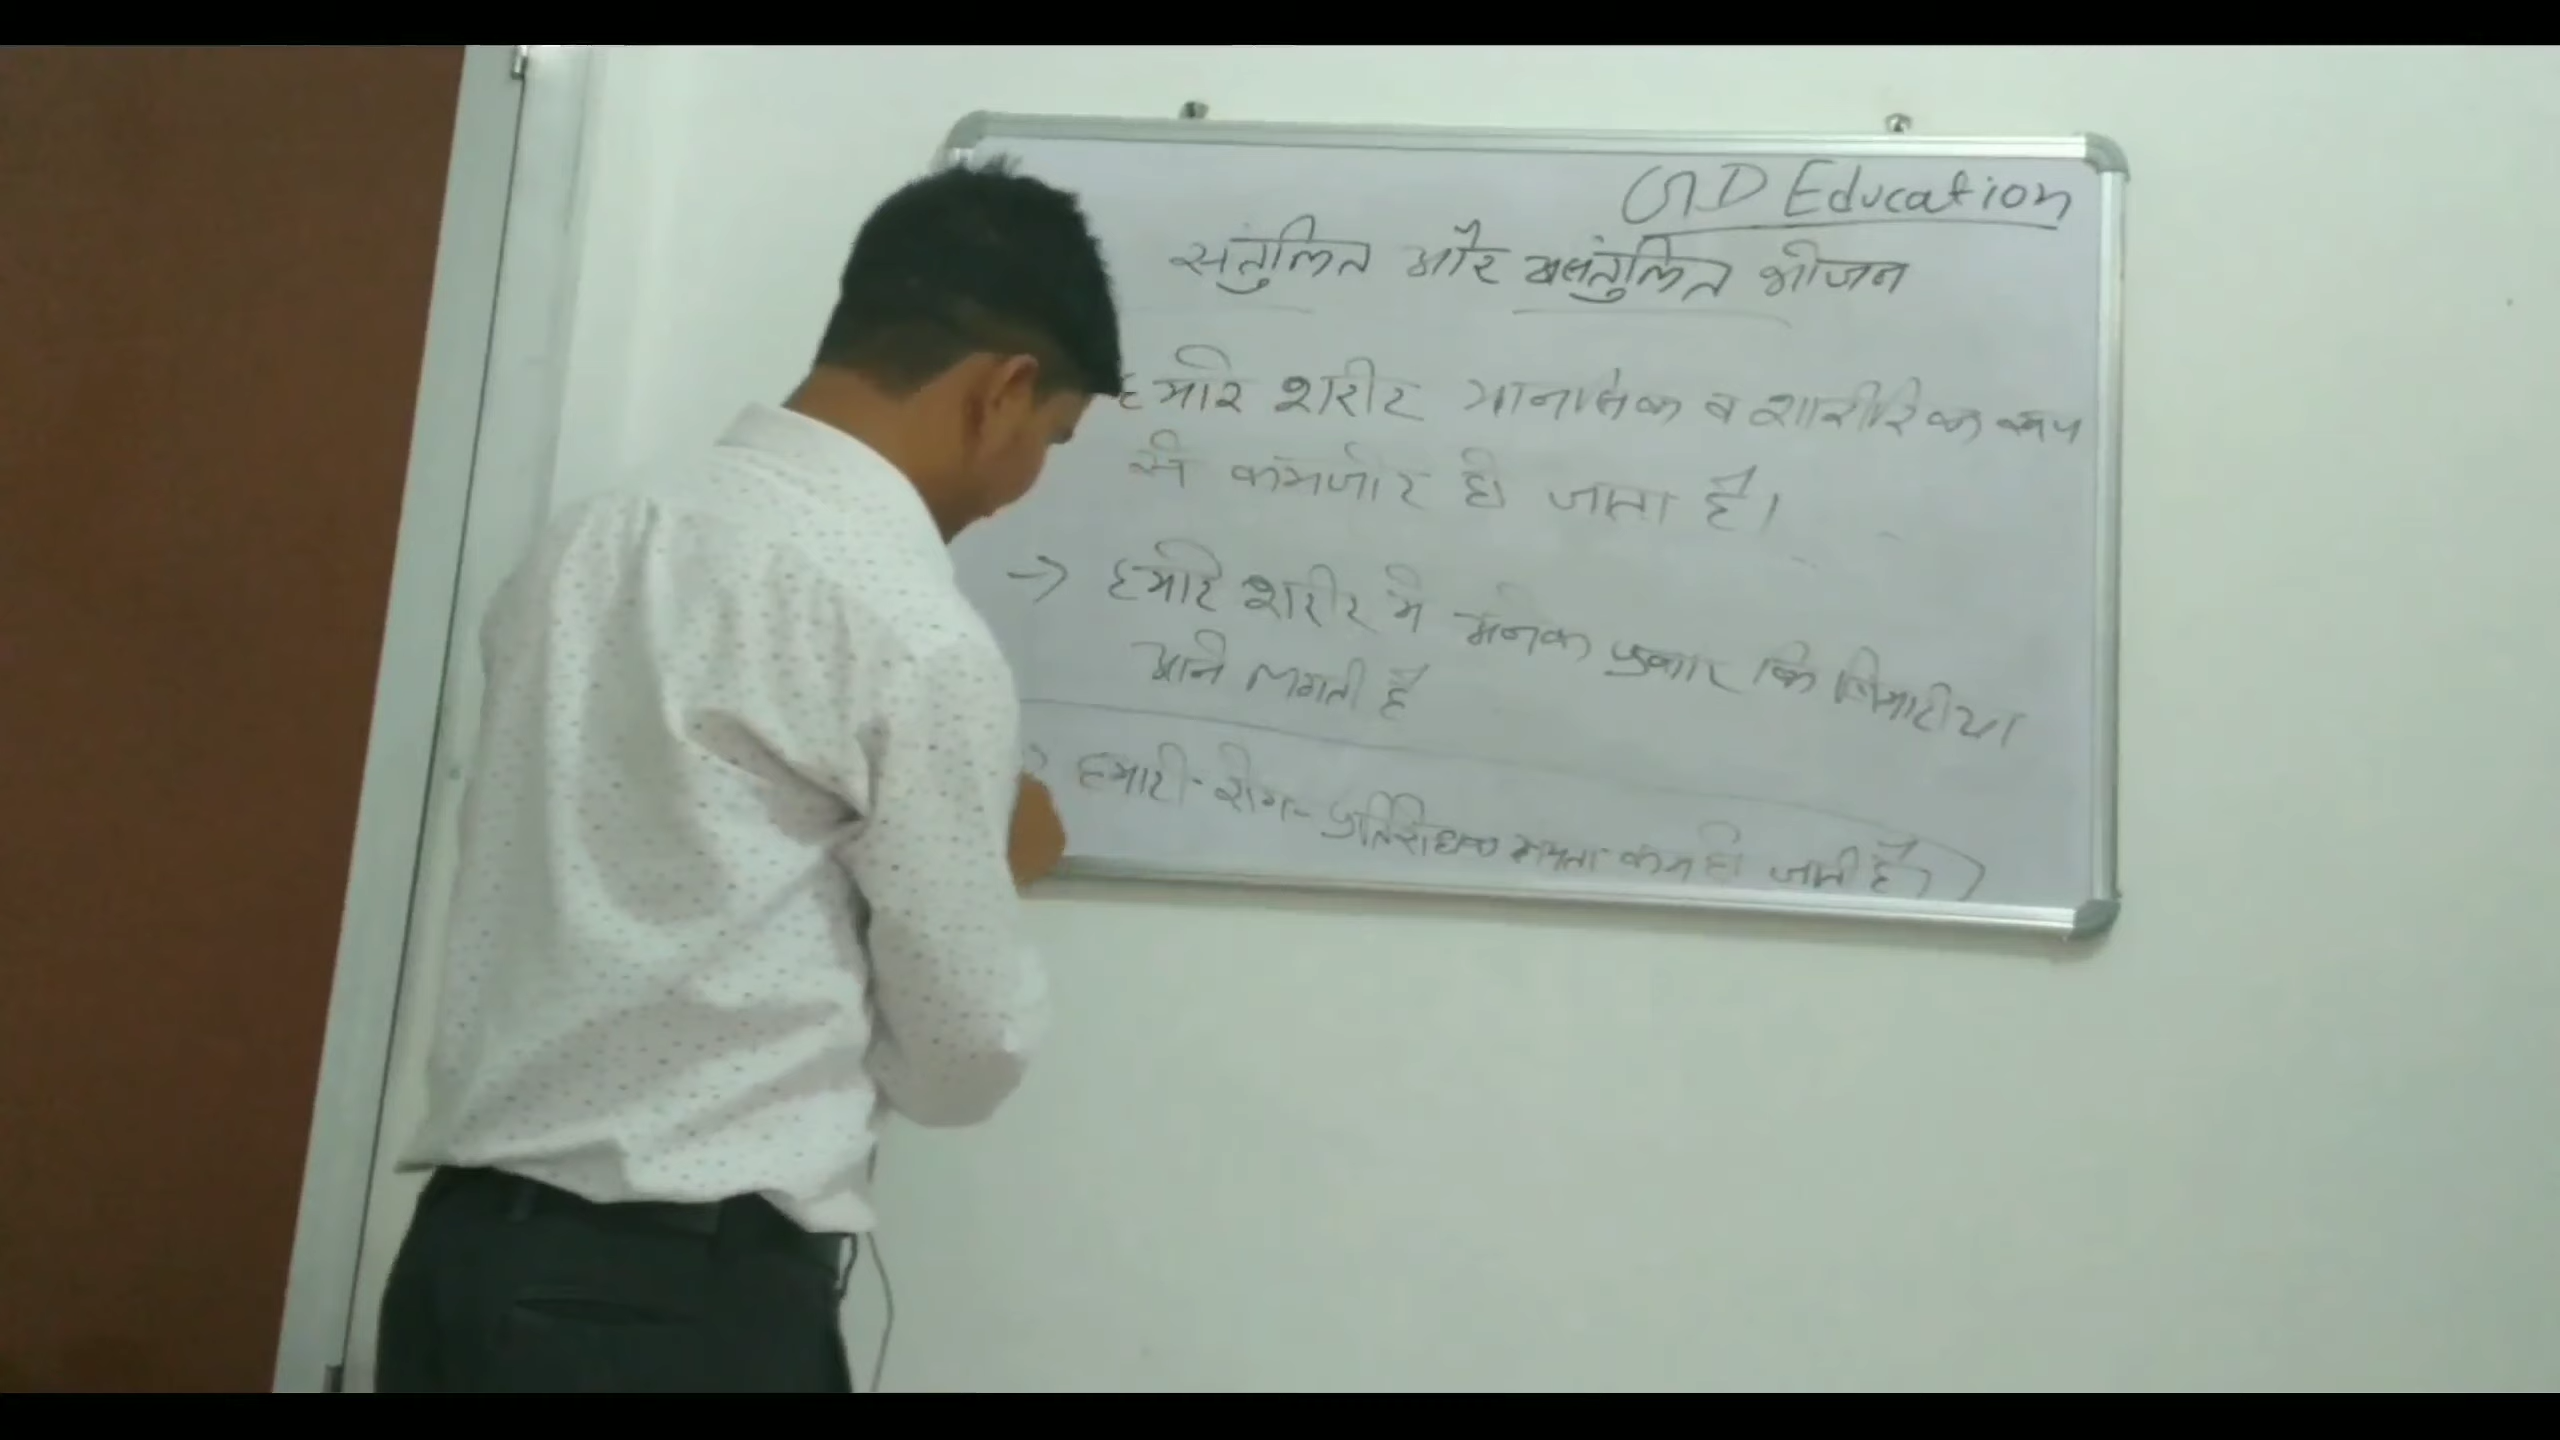 GD Education
संतुलित और असंतुलित भोजन
हमारे शरीर मानसिक व शारीरिक रूप
से कमजोर हो जाता है।
→ हमारे शरीर मे अनेक प्रकार कि बिमारीया
आने लगती है
हमारी-रोग-प्रतिरोधक क्षमता कम हो जाती है